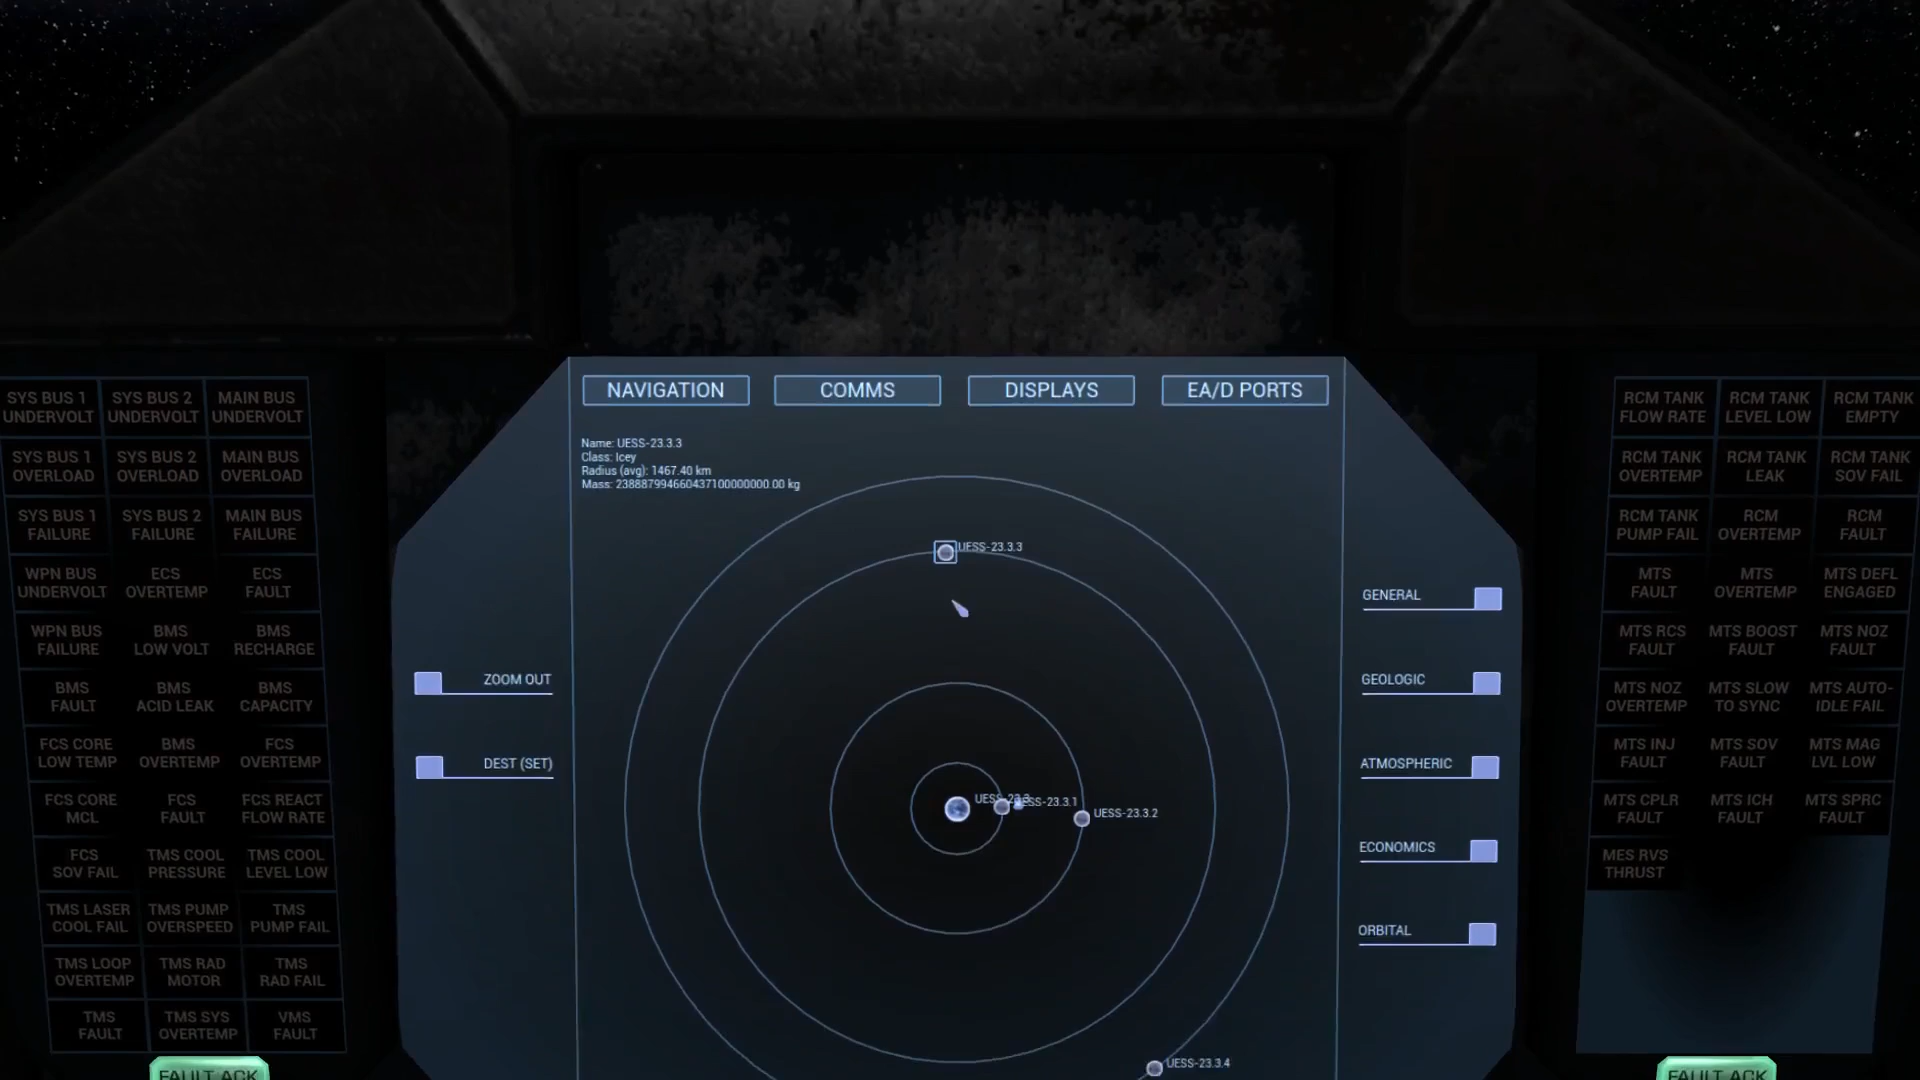 NAVIGATION
COMMS
DISPLAYS
EA/D PORTS
Name: UESS-23.3.3
Class: Icey
Radius (avg): 1467.40 km
Mass: 23888799466043710000000.00 kg
UESS-23.3.3
UESS-23.3
UESS-23.3.1
UESS-23.3.2
UESS-23.3.4
ZOOM OUT
DEST (SET)
GENERAL
GEOLOGIC
ATMOSPHERIC
ECONOMICS
ORBITAL
SYS BUS 1
UNDERVOLT
SYS BUS 2
UNDERVOLT
MAIN BUS
UNDERVOLT
SYS BUS 1
OVERLOAD
SYS BUS 2
OVERLOAD
MAIN BUS
OVERLOAD
SYS BUS 1
FAILURE
SYS BUS 2
FAILURE
MAIN BUS
FAILURE
WPN BUS
UNDERVOLT
ECS
OVERTEMP
ECS
FAULT
WPN BUS
FAILURE
BMS
LOW VOLT
BMS
RECHARGE
BMS
FAULT
BMS
ACID LEAK
BMS
CAPACITY
FCS CORE
LOW TEMP
BMS
OVERTEMP
FCS
OVERTEMP
FCS CORE
MCL
FCS
FAULT
FCS REACT
FLOW RATE
FCS
SOV FAIL
TMS COOL
PRESSURE
TMS COOL
LEVEL LOW
TMS LASER
COOL FAIL
TMS PUMP
OVERSPEED
TMS
PUMP FAIL
TMS LOOP
OVERTEMP
TMS RAD
MOTOR
TMS
RAD FAIL
TMS
FAULT
TMS SYS
OVERTEMP
VMS
FAULT
FAULT ACK
RCM TANK
FLOW RATE
RCM TANK
LEVEL LOW
RCM TANK
EMPTY
RCM TANK
OVERTEMP
RCM TANK
LEAK
RCM TANK
SOV FAIL
RCM TANK
PUMP FAIL
RCM
OVERTEMP
RCM
FAULT
MTS
FAULT
MTS
OVERTEMP
MTS DEFL
ENGAGED
MTS RCS
FAULT
MTS BOOST
FAULT
MTS NOZ
FAULT
MTS NOZ
OVERTEMP
MTS SLOW
TO SYNC
MTS AUTO-
IDLE FAIL
MTS INJ
FAULT
MTS SOV
FAULT
MTS MAG
LVL LOW
MTS CPLR
FAULT
MTS ICH
FAULT
MTS SPRC
FAULT
MES RVS
THRUST
FAULT ACK